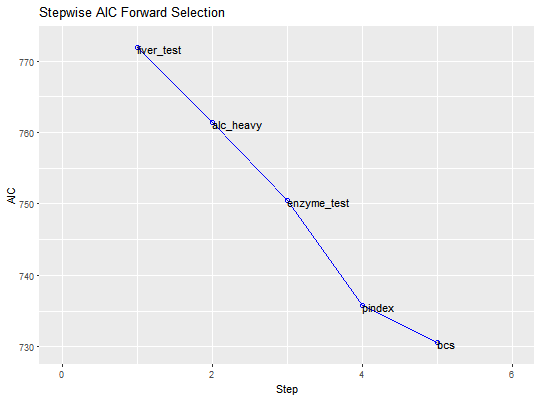 Stepwise AIC Forward Selection
770
760
750
740
730
AIC
liver_test
alc_heavy
enzyme_test
pindex
bcs
0 2 4 6
Step